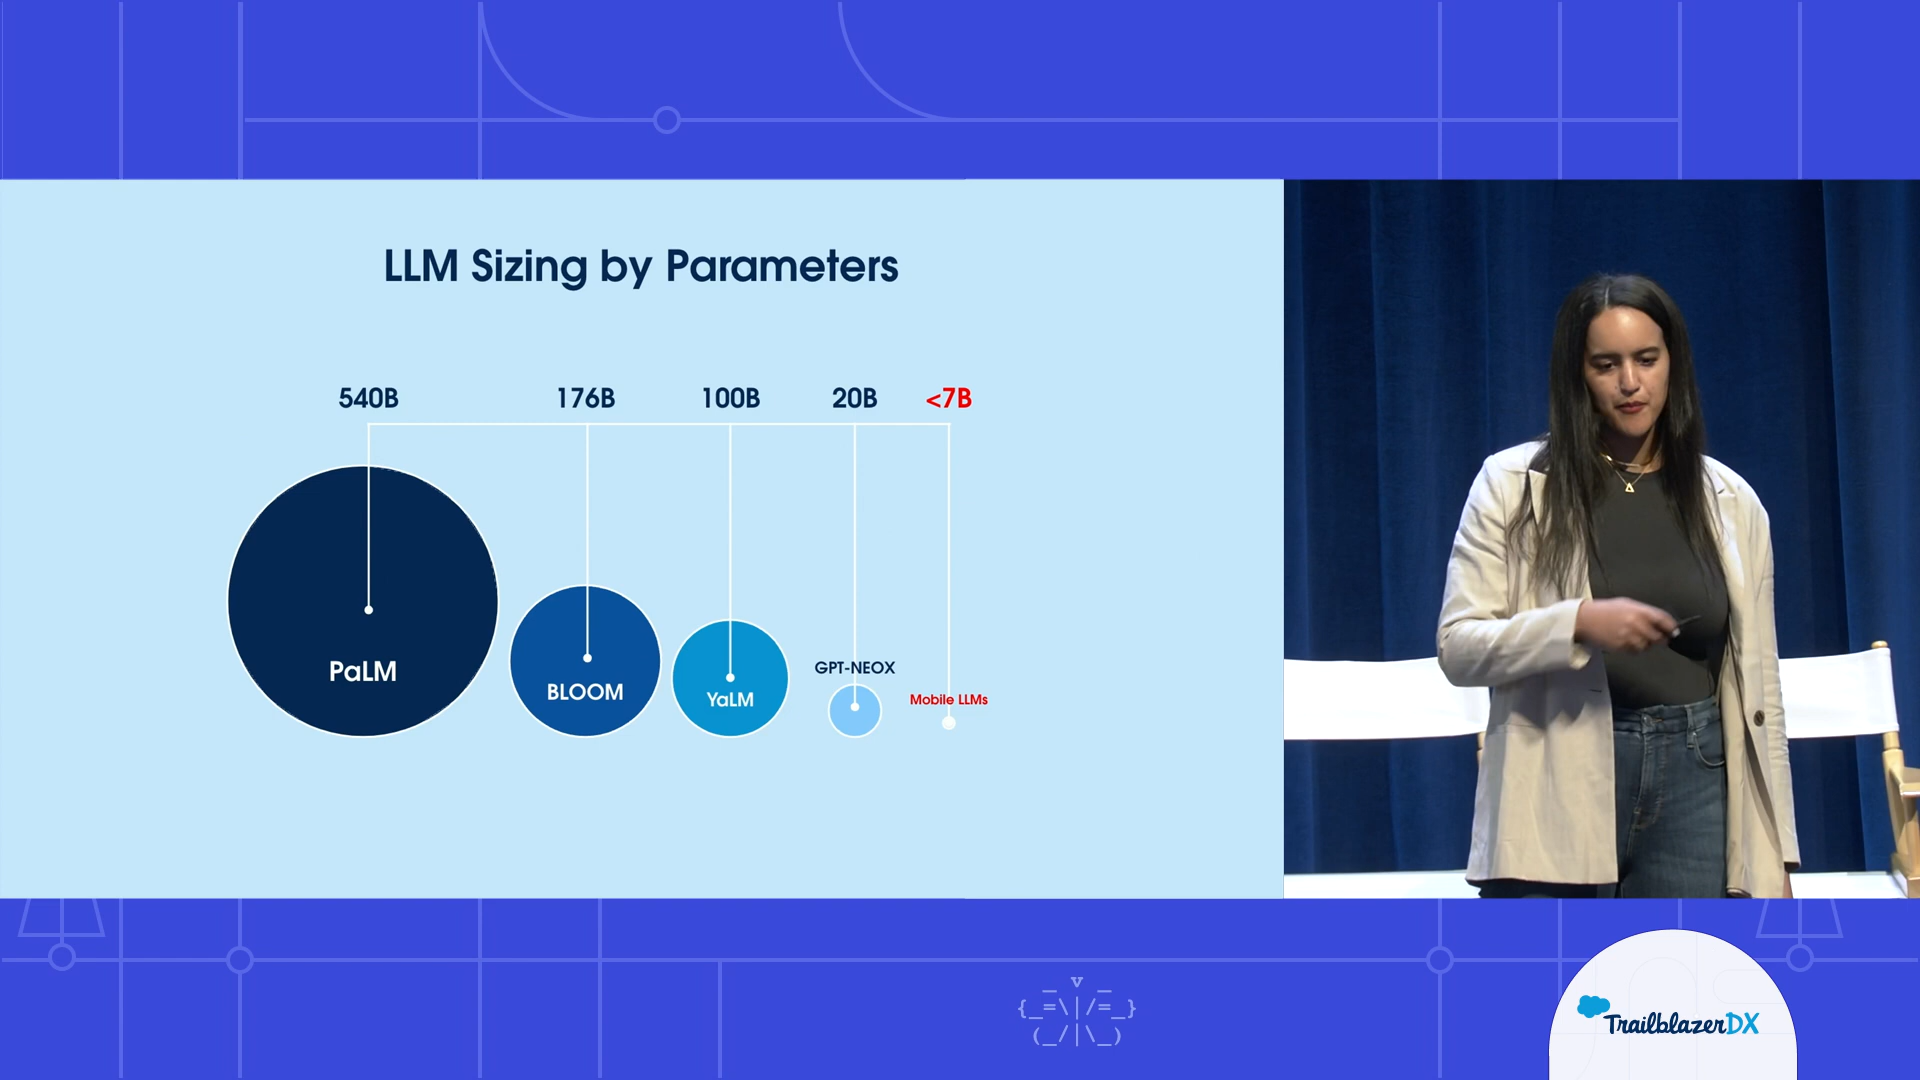 LLM Sizing by Parameters
540B 176B 100B 20B <7B
GPT-NEOX
PaLM BLOOM YaLM Mobile LLMs
TrailblazerDX